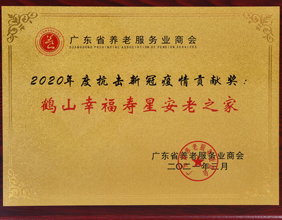 广东省养老服务业商会
2020年度抗击新冠疫情贡献奖：
鹤山幸福寿星安老之家
广东省养老服务业商会
二〇二一年三月